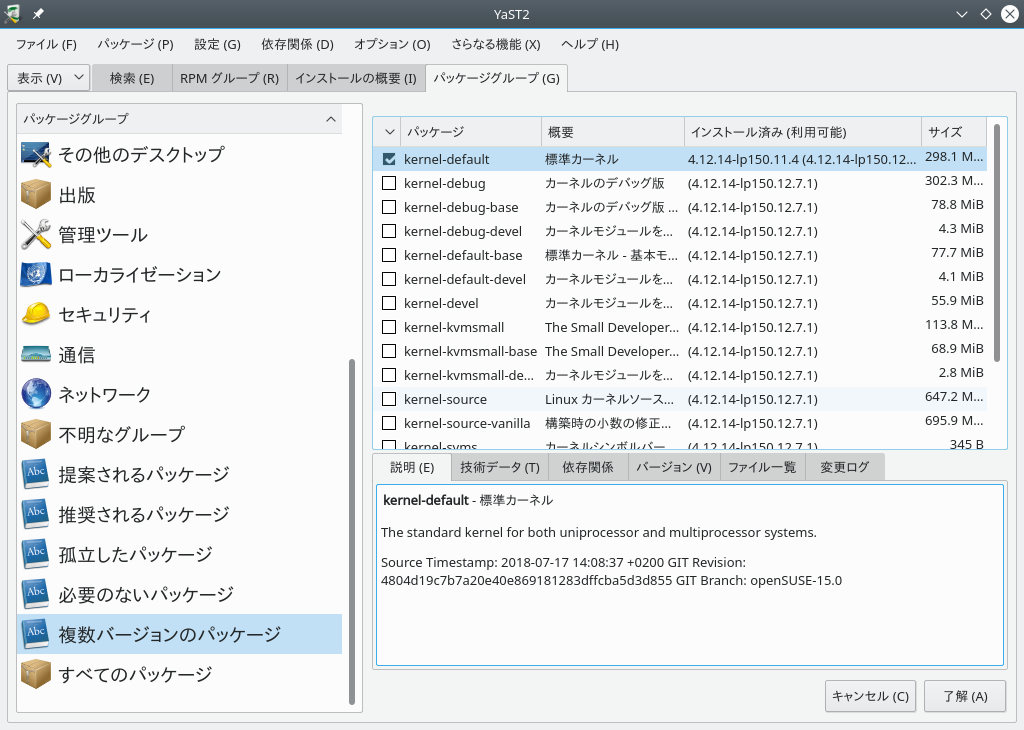 YaST2
ファイル (F) パッケージ (P) 設定 (G) 依存関係 (D) オプション (O) さらなる機能 (X) ヘルプ (H)
表示 (V) 検索 (E) RPM グループ (R) インストールの概要 (I) パッケージグループ (G)
パッケージグループ
その他のデスクトップ
出版
管理ツール
ローカライゼーション
セキュリティ
通信
ネットワーク
不明なグループ
提案されるパッケージ
推奨されるパッケージ
孤立したパッケージ
必要のないパッケージ
複数バージョンのパッケージ
すべてのパッケージ
パッケージ 概要 インストール済み (利用可能) サイズ
kernel-default 標準カーネル 4.12.14-lp150.11.4 (4.12.14-lp150.12... 298.1 M...
kernel-debug カーネルのデバッグ版 (4.12.14-lp150.12.7.1) 302.3 M...
kernel-debug-base カーネルのデバッグ版 ... (4.12.14-lp150.12.7.1) 78.8 MiB
kernel-debug-devel カーネルモジュールを... (4.12.14-lp150.12.7.1) 4.3 MiB
kernel-default-base 標準カーネル - 基本モ... (4.12.14-lp150.12.7.1) 77.7 MiB
kernel-default-devel カーネルモジュールを... (4.12.14-lp150.12.7.1) 4.1 MiB
kernel-devel カーネルモジュールを... (4.12.14-lp150.12.7.1) 55.9 MiB
kernel-kvmsmall The Small Developer... (4.12.14-lp150.12.7.1) 113.8 M...
kernel-kvmsmall-base The Small Developer... (4.12.14-lp150.12.7.1) 68.9 MiB
kernel-kvmsmall-de... カーネルモジュールを... (4.12.14-lp150.12.7.1) 2.8 MiB
kernel-source Linux カーネルソース... (4.12.14-lp150.12.7.1) 647.2 M...
kernel-source-vanilla 構築時の小数の修正... (4.12.14-lp150.12.7.1) 695.9 M...
kernel-syms カーネルシンボルバー... (4.12.14-lp150.12.7.1) 345 B
説明 (E) 技術データ (T) 依存関係 バージョン (V) ファイル一覧 変更ログ
kernel-default - 標準カーネル
The standard kernel for both uniprocessor and multiprocessor systems.
Source Timestamp: 2018-07-17 14:08:37 +0200 GIT Revision:
4804d19c7b7a20e40e869181283dffcba5d3d855 GIT Branch: openSUSE-15.0
キャンセル (C) 了解 (A)
Abc
Abc
Abc
Abc
Abc